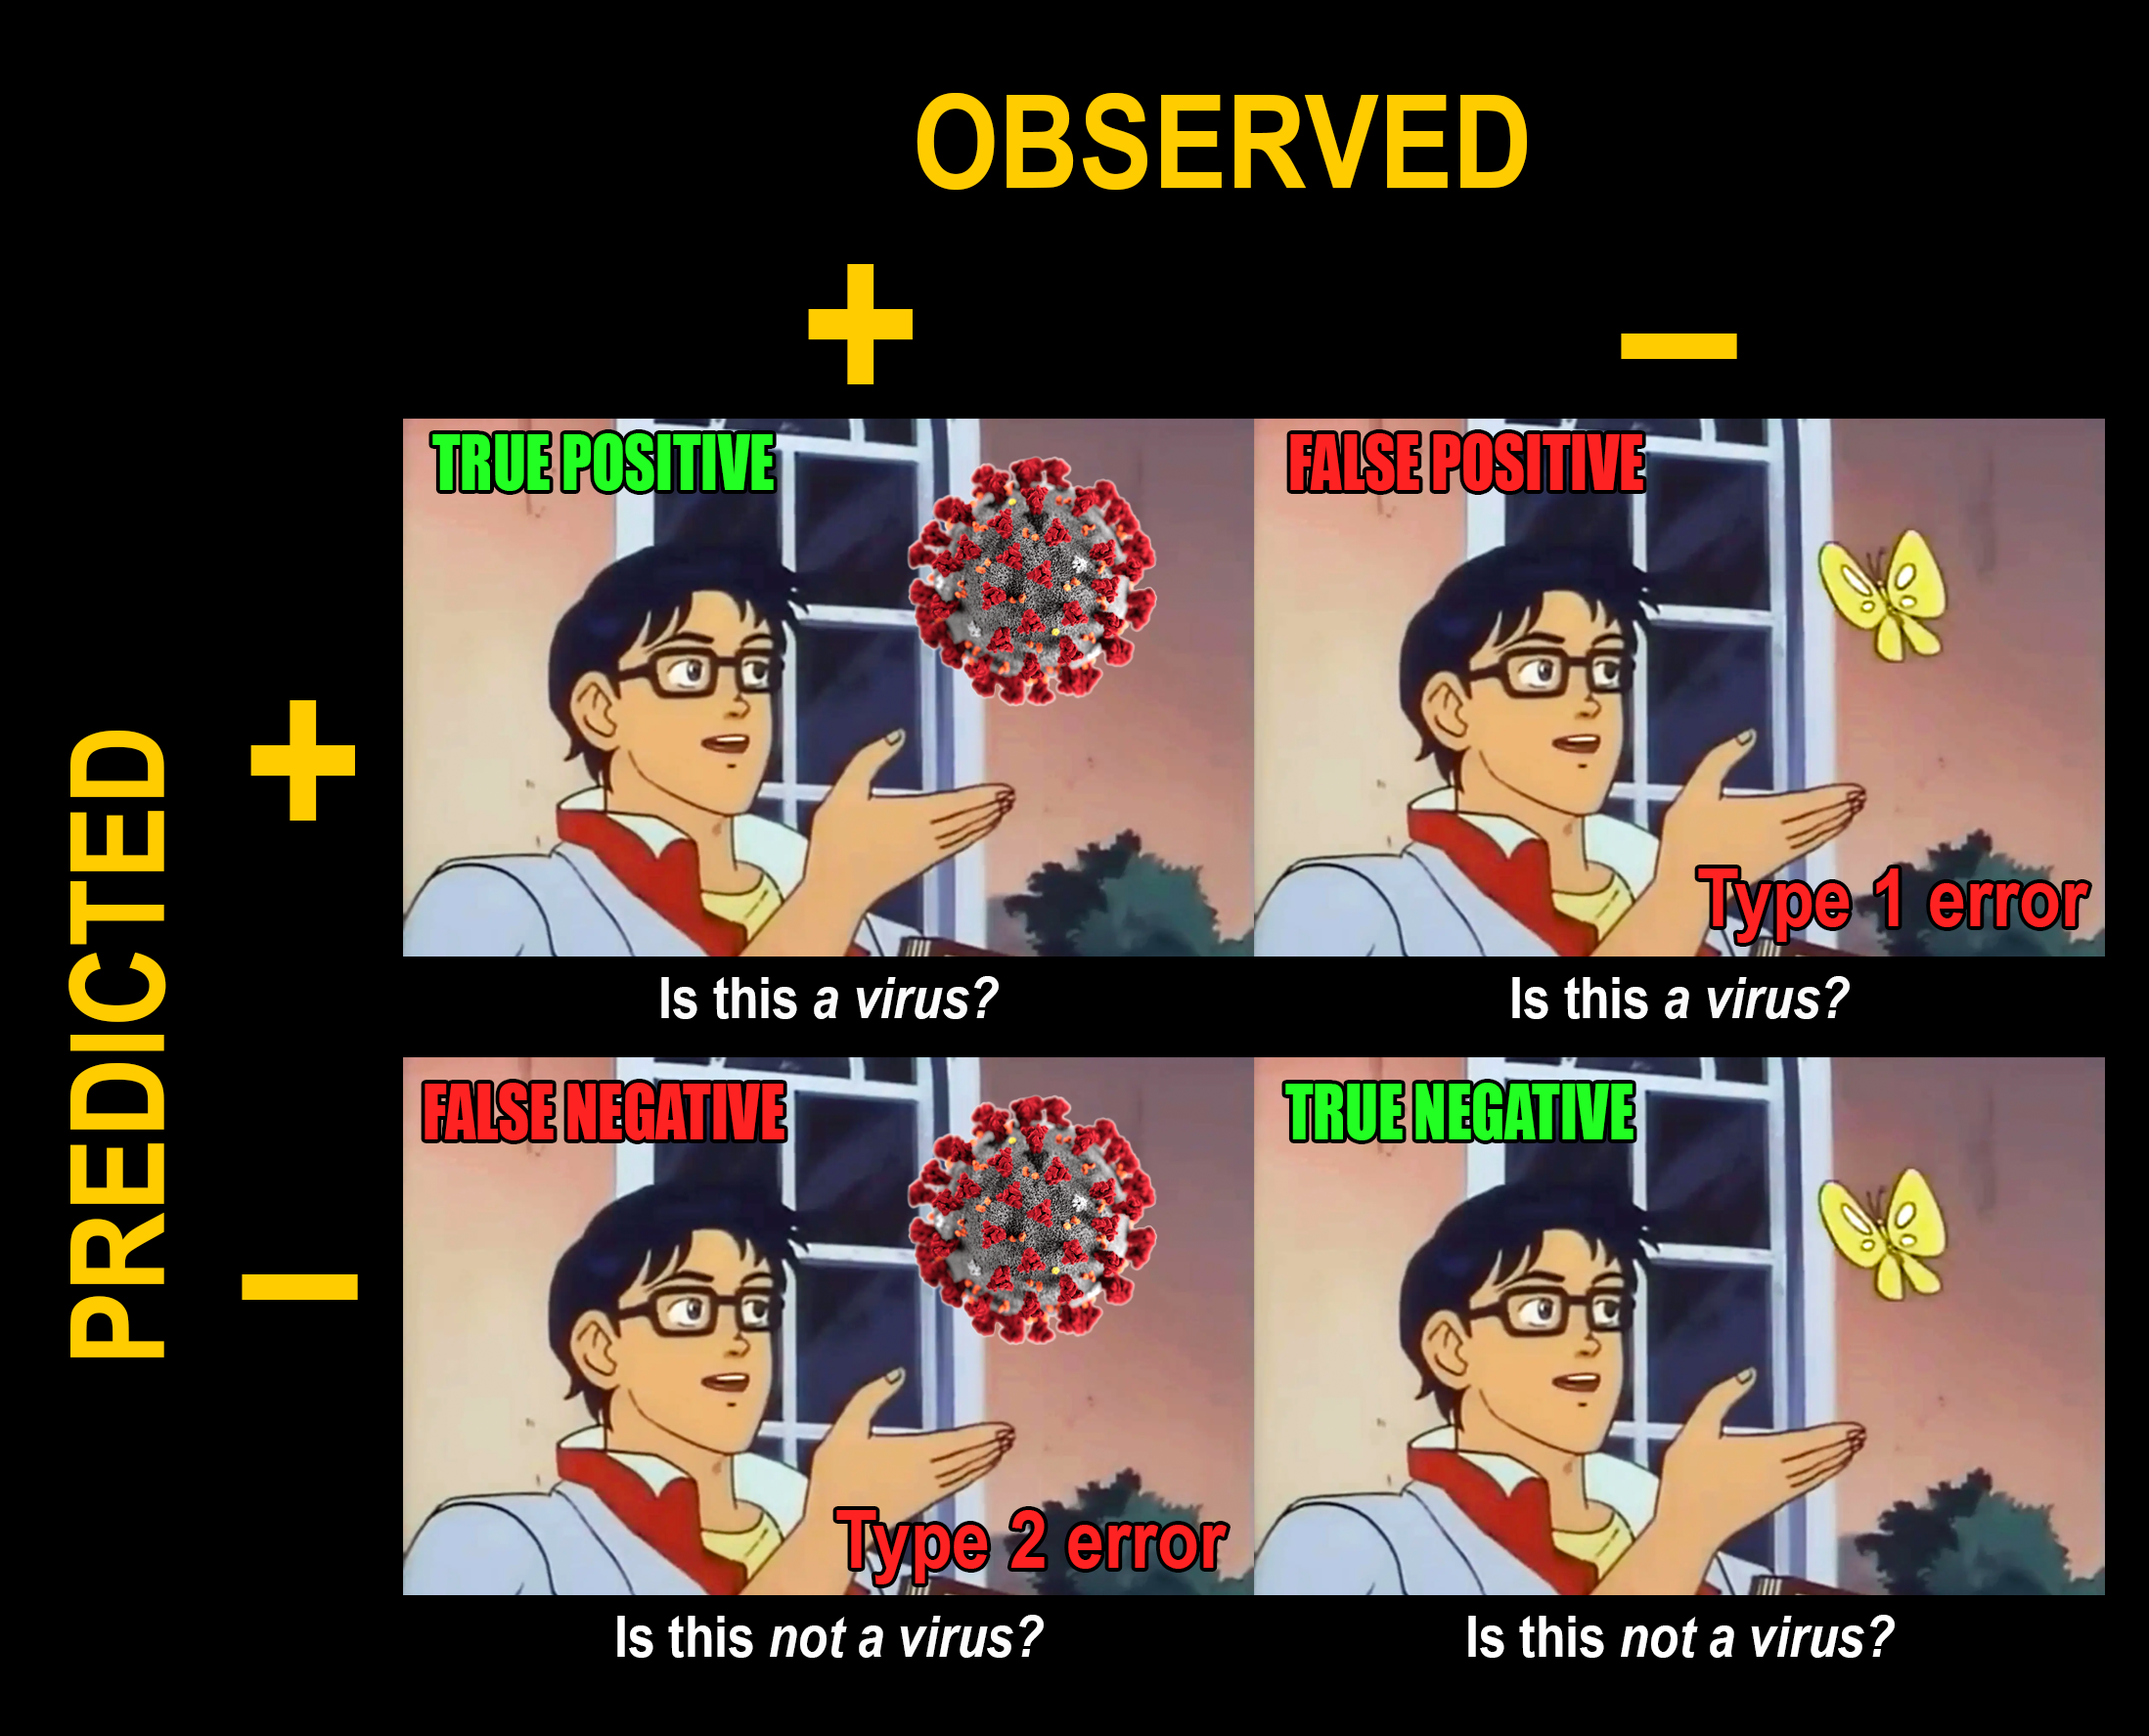 OBSERVED
+ −
PREDICTED
+
TRUE POSITIVE
FALSE POSITIVE
Type 1 error
Is this a virus?
Is this a virus?
−
FALSE NEGATIVE
TRUE NEGATIVE
Type 2 error
Is this not a virus?
Is this not a virus?